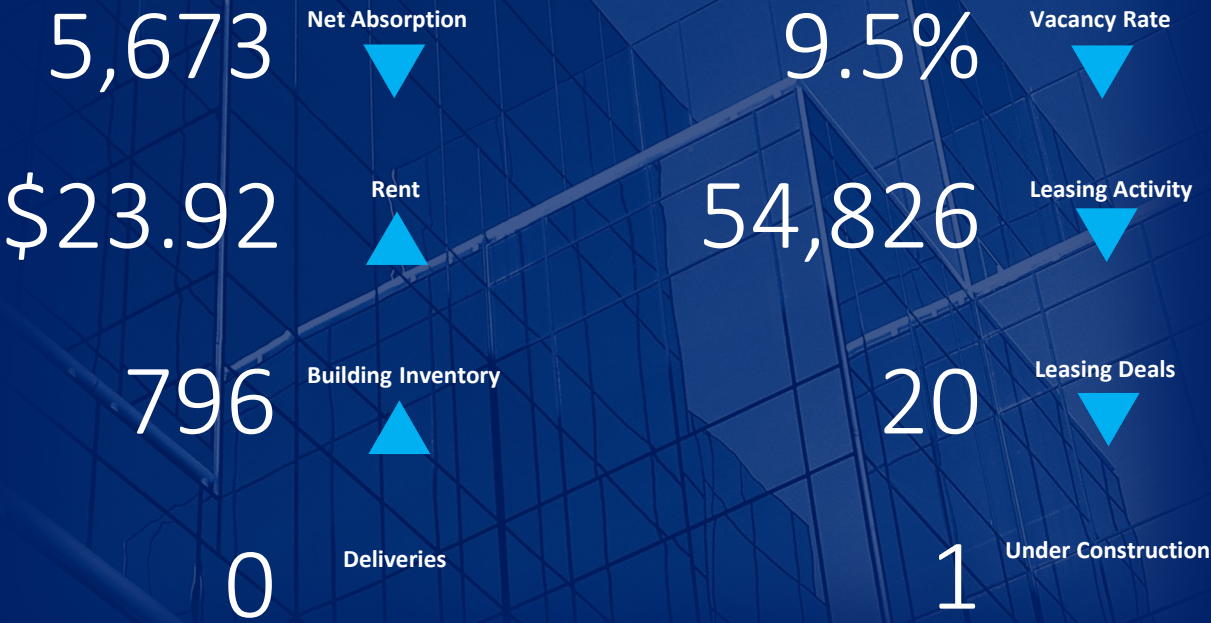 5,673
Net Absorption
9.5%
Vacancy Rate
$23.92
Rent
54,826
Leasing Activity
796
Building Inventory
20
Leasing Deals
0
Deliveries
1
Under Construction